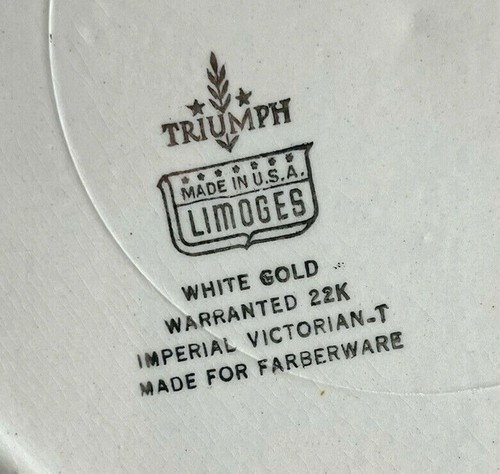 TRIUMPH
MADE IN U.S.A.
LIMOGES
WHITE GOLD
WARRANTED 22K
IMPERIAL VICTORIAN-T
MADE FOR FARBERWARE